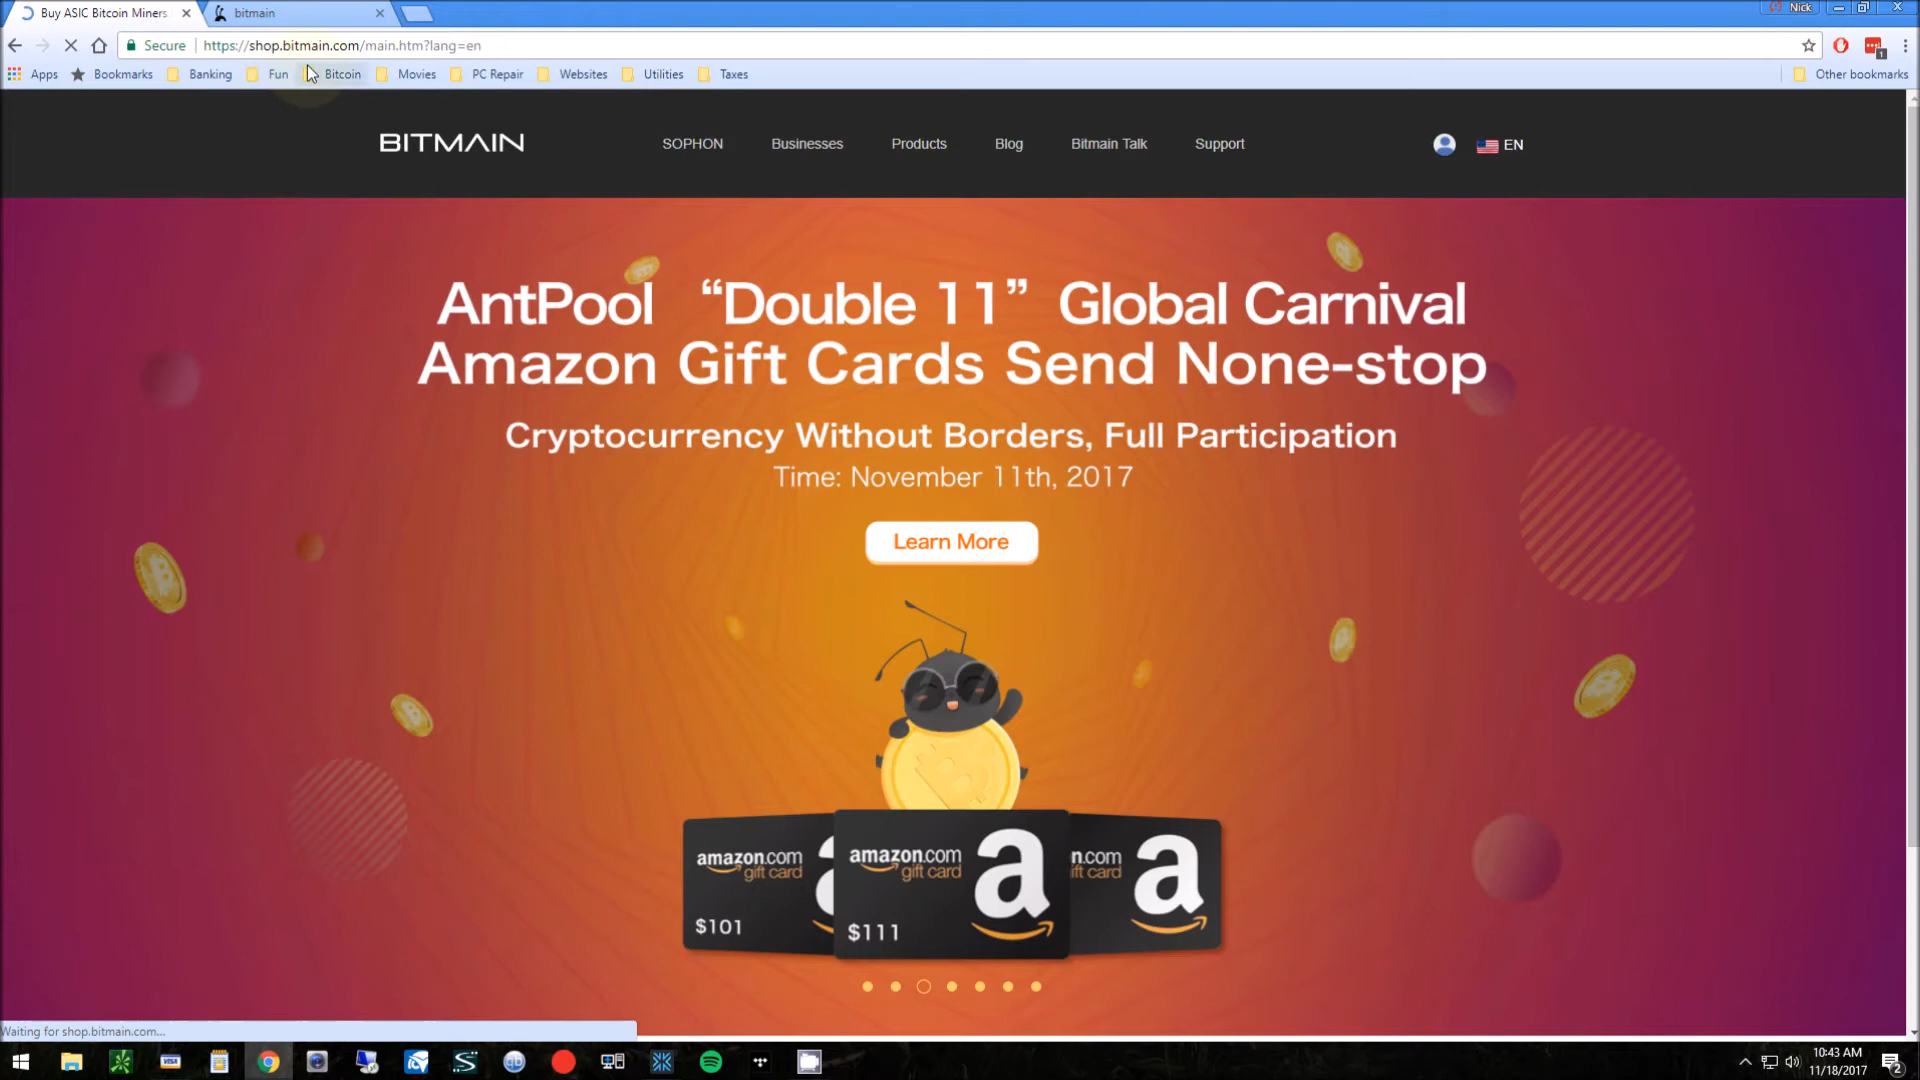 Buy ASIC Bitcoin Miners
bitmain
Nick
Secure
https://shop.bitmain.com/main.htm?lang=en
1
Apps
Bookmarks
Banking
Fun
Bitcoin
Movies
PC Repair
Websites
Utilities
Taxes
Other bookmarks
BITMAIN
SOPHON
Businesses
Products
Blog
Bitmain Talk
Support
EN
AntPool “Double 11” Global Carnival
Amazon Gift Cards Send None-stop
Cryptocurrency Without Borders, Full Participation
Time: November 11th, 2017
Learn More
amazon.com
gift card
$101
amazon.com
gift card
$111
a
n.com
ift card
a
Waiting for shop.bitmain.com...
VISA
10:43 AM
11/18/2017
2